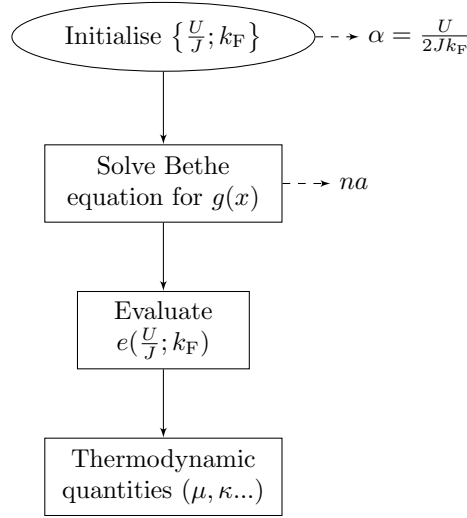 Initialise {U/J; k_F}
α = U/2Jk_F
Solve Bethe
equation for g(x)
na
Evaluate
e(U/J; k_F)
Thermodynamic
quantities (μ, κ...)